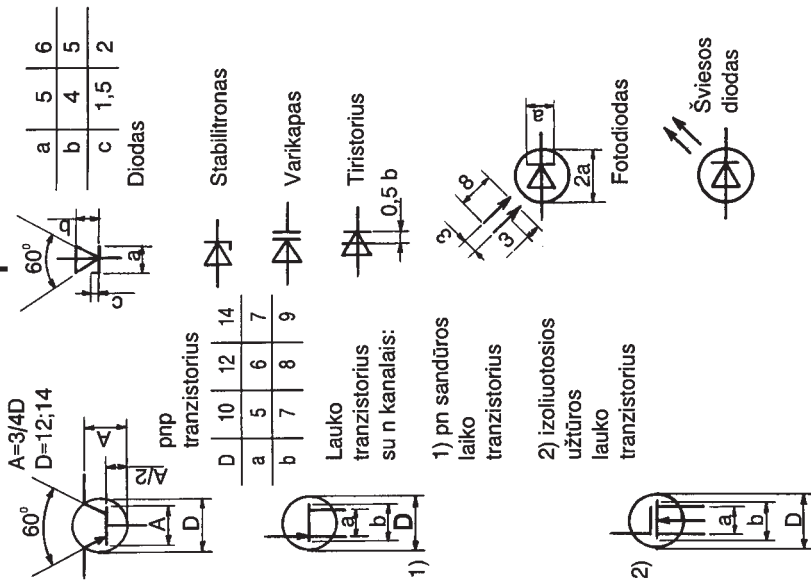 60°
A=3/4D
D=12;14
A
A/2
A
D
pnp
tranzistorius
D 10 12 14
a 5 6 7
b 7 8 9
1)
a
b
D
Lauko
tranzistorius
su n kanalais:
1) pn sandūros
laiko
tranzistorius
2) izoliuotosios
užtūros
lauko
tranzistorius
2)
a
b
D
60°
b
c
a
a 5 6
b 4 5
c 1,5 2
Diodas
Stabilitronas
Varikapas
Tiristorius
0,5 b
3
8
3
a
2a
Fotodiodas
Šviesos
diodas